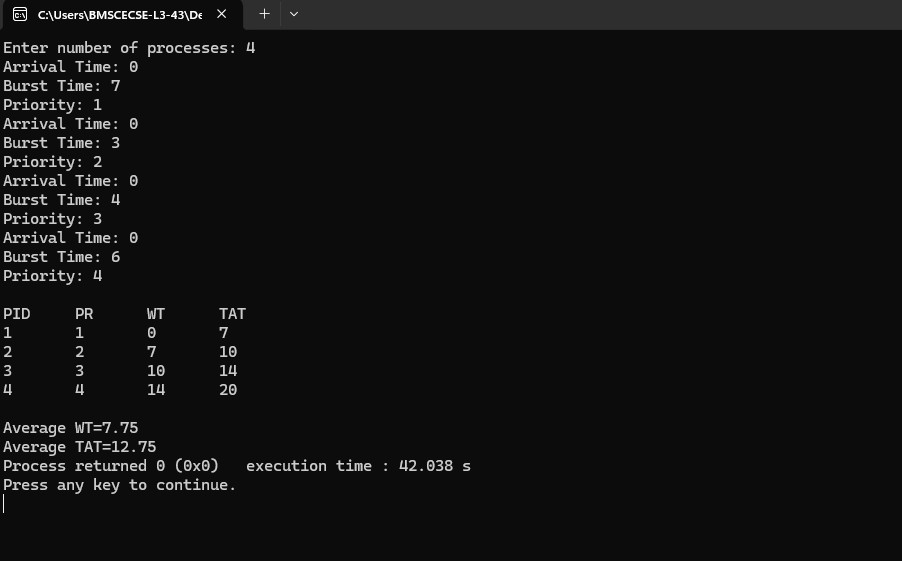 C:\Users\BMSCECSE-L3-43\De
Enter number of processes: 4
Arrival Time: 0
Burst Time: 7
Priority: 1
Arrival Time: 0
Burst Time: 3
Priority: 2
Arrival Time: 0
Burst Time: 4
Priority: 3
Arrival Time: 0
Burst Time: 6
Priority: 4
PID PR WT TAT
1 1 0 7
2 2 7 10
3 3 10 14
4 4 14 20
Average WT=7.75
Average TAT=12.75
Process returned 0 (0x0) execution time : 42.038 s
Press any key to continue.